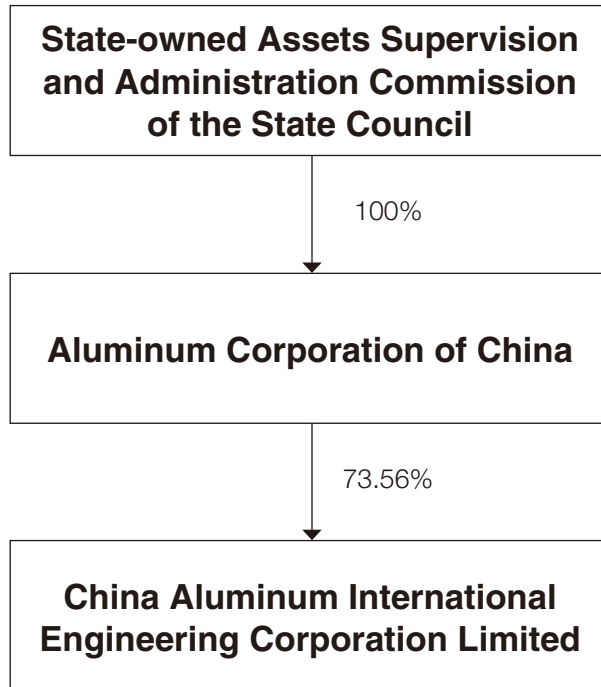 State-owned Assets Supervision
and Administration Commission
of the State Council
100%
Aluminum Corporation of China
73.56%
China Aluminum International
Engineering Corporation Limited